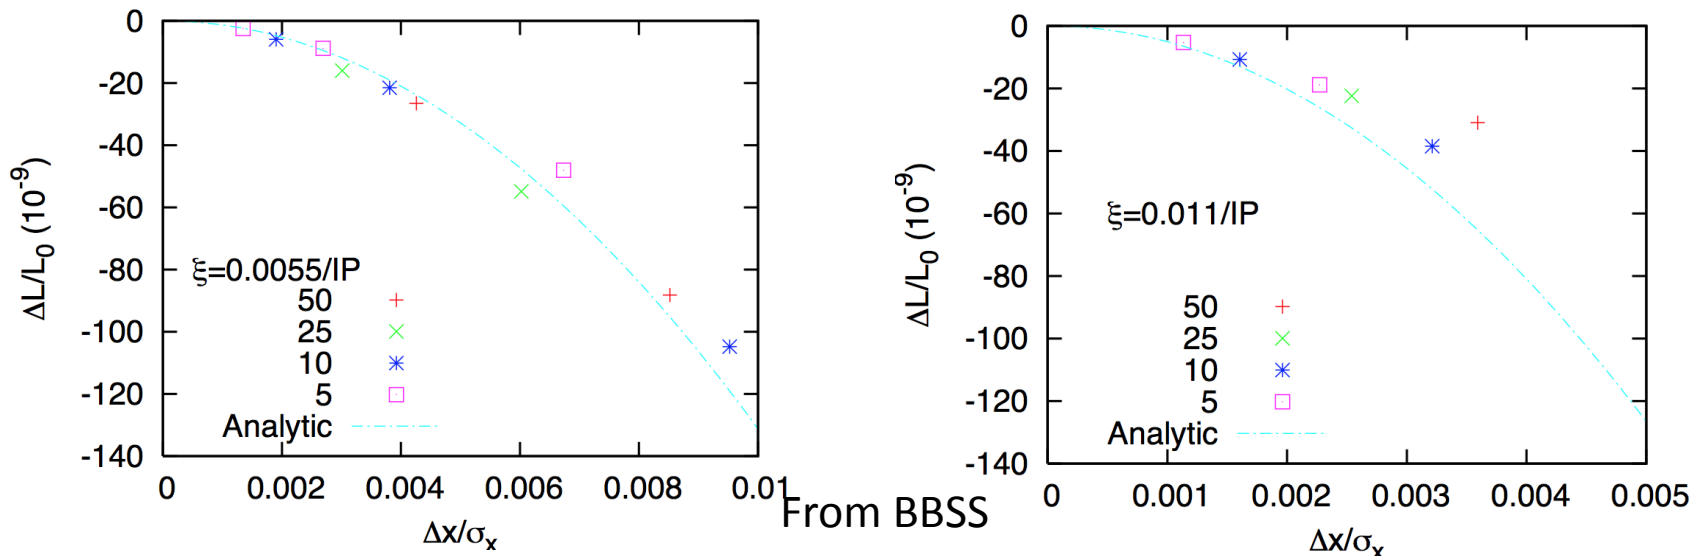 0
-20
-40
-60
-80
-100
-120
-140
ΔL/L₀ (10⁻⁹)
ξ=0.0055/IP
50
25
10
5
Analytic
0 0.002 0.004 0.006 0.008 0.01
Δx/σₓ
From BBSS
0
-20
-40
-60
-80
-100
-120
-140
ΔL/L₀ (10⁻⁹)
ξ=0.011/IP
50
25
10
5
Analytic
0 0.001 0.002 0.003 0.004 0.005
Δx/σₓ